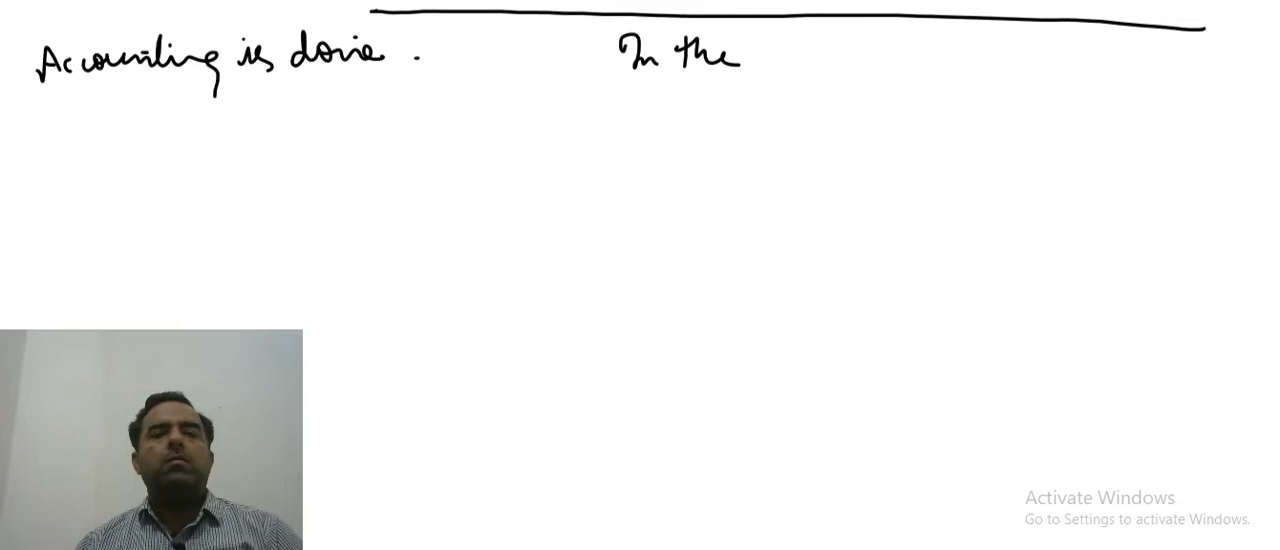 Accounting is done. In the
Activate Windows
Go to Settings to activate Windows.